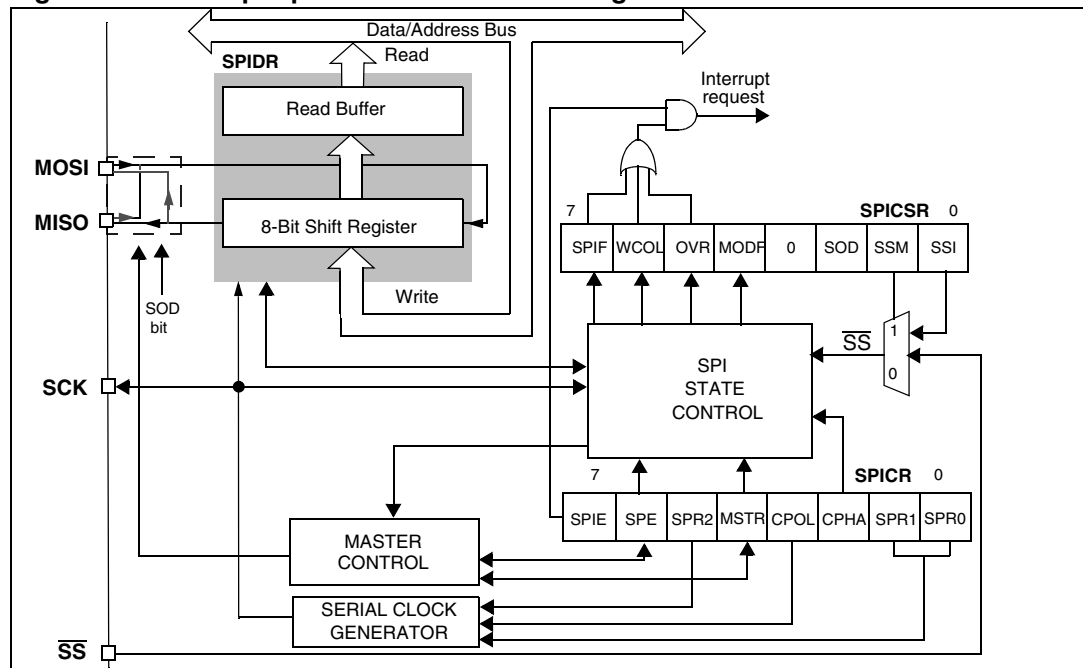 Data/Address Bus
SPIDR
Read
Read Buffer
Interrupt
request
MOSI
MISO
8-Bit Shift Register
Write
SOD
bit
7
SPICSR
0
SPIF
WCOL
OVR
MODF
0
SOD
SSM
SSI
1
0
SS
SCK
SPI
STATE
CONTROL
7
SPICR
0
SPIE
SPE
SPR2
MSTR
CPOL
CPHA
SPR1
SPR0
MASTER
CONTROL
SERIAL CLOCK
GENERATOR
SS